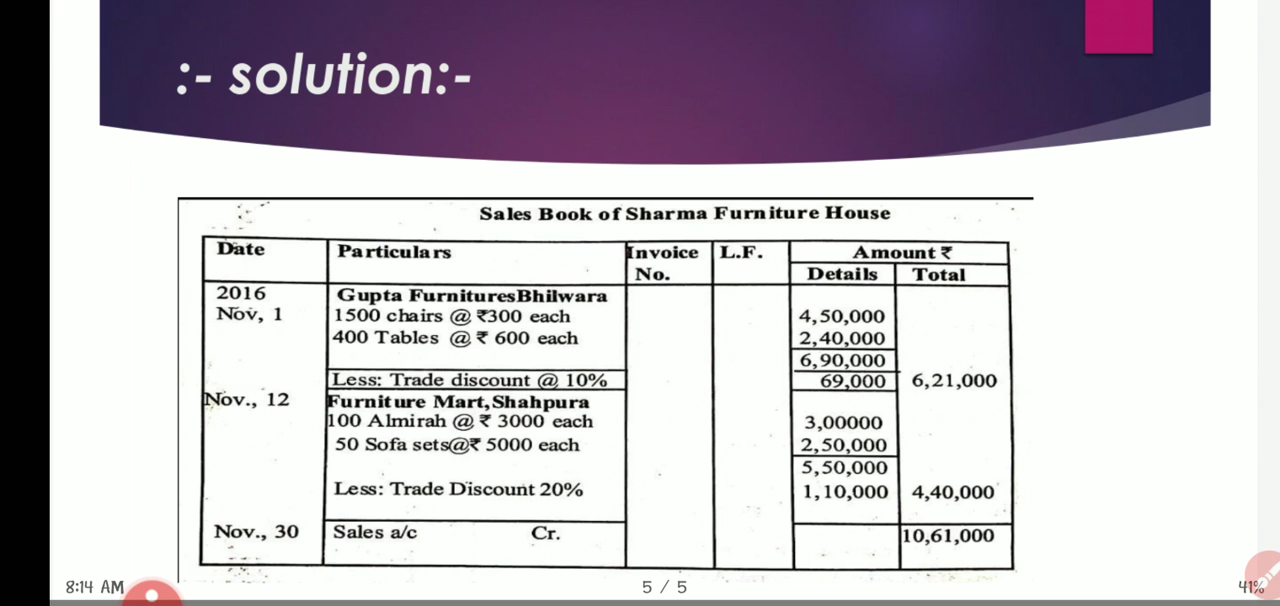 :- solution:-
Sales Book of Sharma Furniture House
Date Particulars Invoice No. L.F. Amount ₹
Details Total
2016 Gupta FurnituresBhilwara
Nov, 1 1500 chairs @ ₹300 each 4,50,000
400 Tables @ ₹ 600 each 2,40,000
6,90,000
Less: Trade discount @ 10% 69,000 6,21,000
Nov., 12 Furniture Mart,Shahpura
100 Almirah @ ₹ 3000 each 3,00000
50 Sofa sets@₹ 5000 each 2,50,000
5,50,000
Less: Trade Discount 20% 1,10,000 4,40,000
Nov., 30 Sales a/c Cr. 10,61,000
8:14 AM 5 / 5 41%